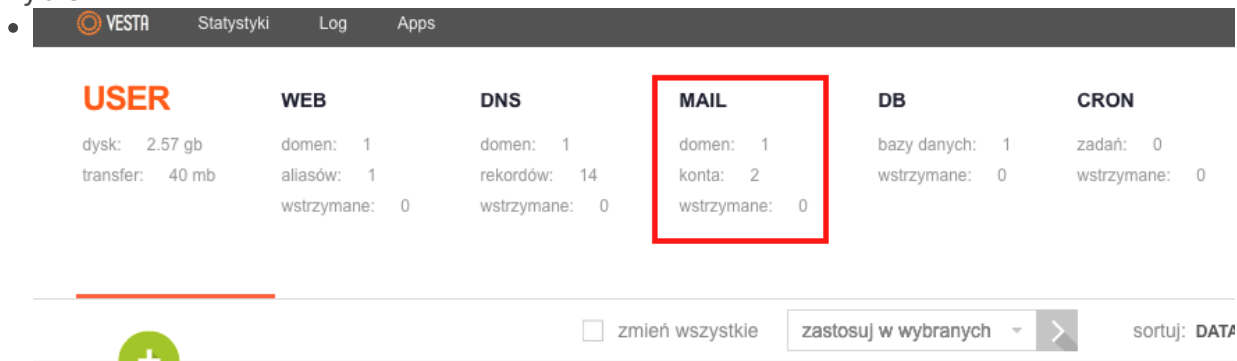 VESTA Statystyki Log Apps
USER WEB DNS MAIL DB CRON
dysk: 2.57 gb domen: 1 domen: 1 domen: 1 bazy danych: 1 zadań: 0
transfer: 40 mb aliasów: 1 rekordów: 14 konta: 2 wstrzymane: 0 wstrzymane: 0
wstrzymane: 0 wstrzymane: 0 wstrzymane: 0
zmień wszystkie zastosuj w wybranych sortuj: DATA